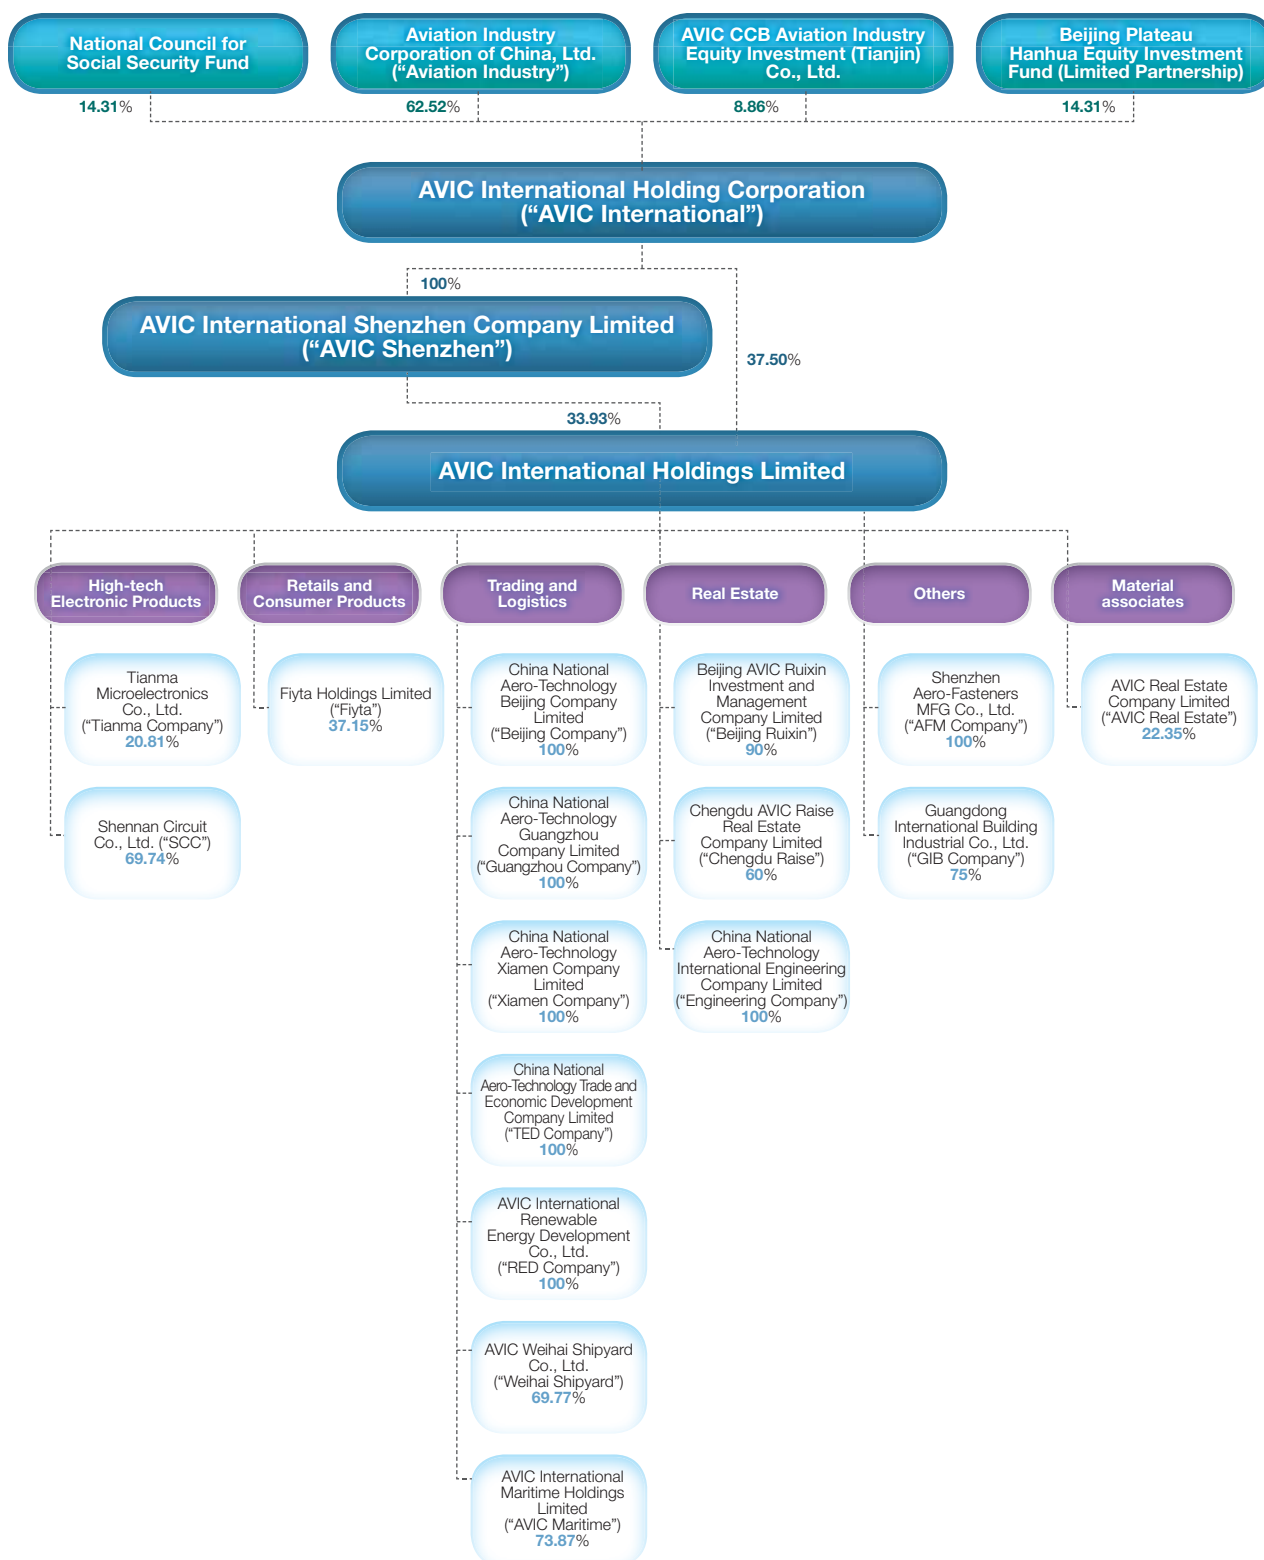 National Council for
Social Security Fund
Aviation Industry
Corporation of China, Ltd.
(“Aviation Industry”)
AVIC CCB Aviation Industry
Equity Investment (Tianjin)
Co., Ltd.
Beijing Plateau
Hanhua Equity Investment
Fund (Limited Partnership)
14.31%
62.52%
8.86%
14.31%
AVIC International Holding Corporation
(“AVIC International”)
100%
AVIC International Shenzhen Company Limited
(“AVIC Shenzhen”)
37.50%
33.93%
AVIC International Holdings Limited
High-tech
Electronic Products
Retails and
Consumer Products
Trading and
Logistics
Real Estate
Others
Material
associates
Tianma
Microelectronics
Co., Ltd.
(“Tianma Company”)
20.81%
Shennan Circuit
Co., Ltd. (“SCC”)
69.74%
Fiyta Holdings Limited
(“Fiyta”)
37.15%
China National
Aero-Technology
Beijing Company
Limited
(“Beijing Company”)
100%
China National
Aero-Technology
Guangzhou
Company Limited
(“Guangzhou Company”)
100%
China National
Aero-Technology
Xiamen Company
Limited
(“Xiamen Company”)
100%
China National
Aero-Technology Trade and
Economic Development
Company Limited
(“TED Company”)
100%
AVIC International
Renewable
Energy Development
Co., Ltd.
(“RED Company”)
100%
AVIC Weihai Shipyard
Co., Ltd.
(“Weihai Shipyard”)
69.77%
AVIC International
Maritime Holdings
Limited
(“AVIC Maritime”)
73.87%
Beijing AVIC Ruixin
Investment and
Management
Company Limited
(“Beijing Ruixin”)
90%
Chengdu AVIC Raise
Real Estate
Company Limited
(“Chengdu Raise”)
60%
China National
Aero-Technology
International Engineering
Company Limited
(“Engineering Company”)
100%
Shenzhen
Aero-Fasteners
MFG Co., Ltd.
(“AFM Company”)
100%
Guangdong
International Building
Industrial Co., Ltd.
(“GIB Company”)
75%
AVIC Real Estate
Company Limited
(“AVIC Real Estate”)
22.35%